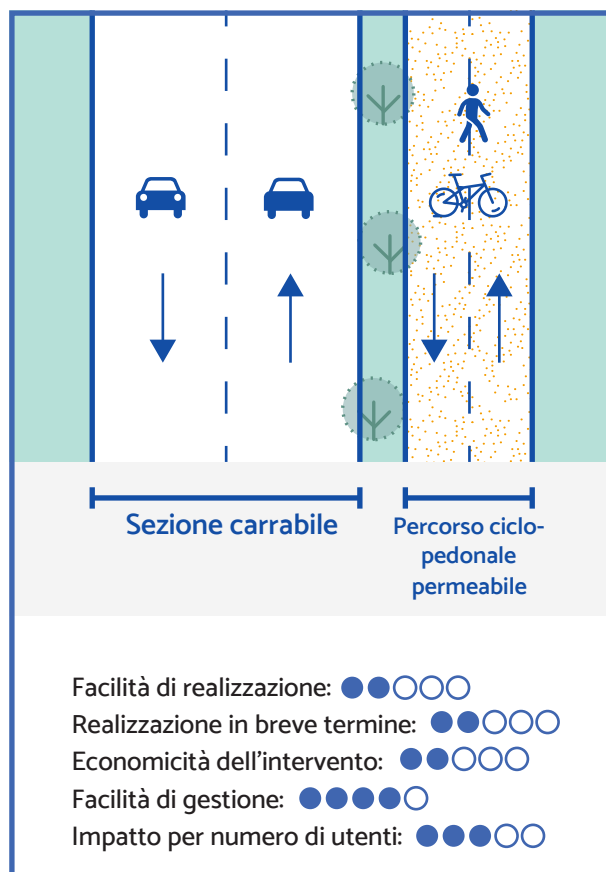 Sezione carrabile
Percorso ciclo-
pedonale
permeabile
Facilità di realizzazione:
Realizzazione in breve termine:
Economicità dell'intervento:
Facilità di gestione:
Impatto per numero di utenti: